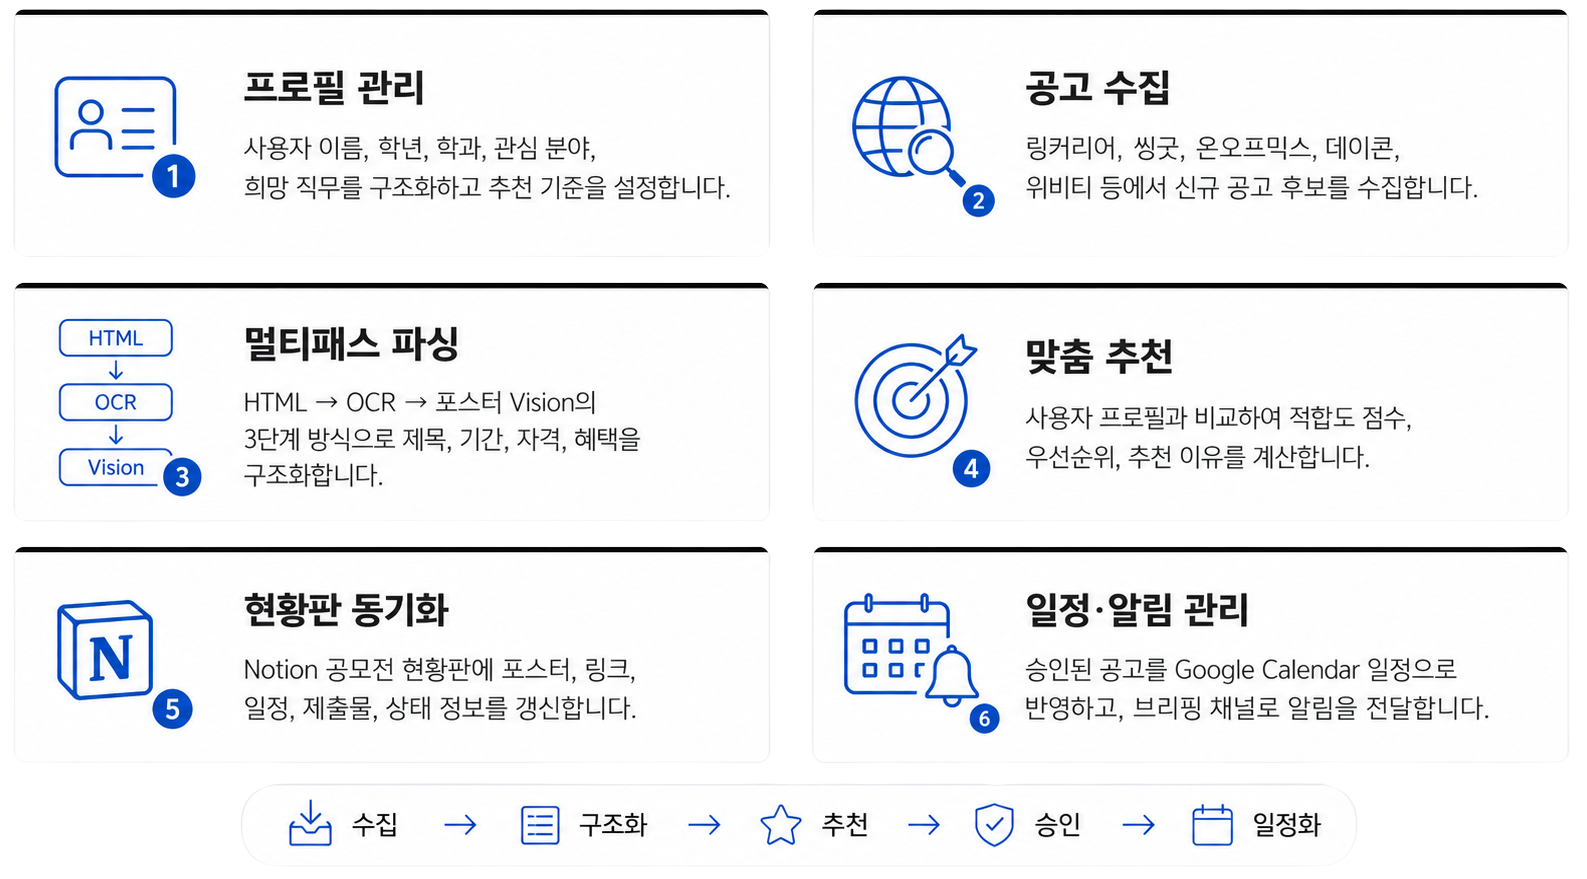 프로필 관리
사용자 이름, 학년, 학과, 관심 분야,
희망 직무를 구조화하고 추천 기준을 설정합니다.
1
공고 수집
링커리어, 씽굿, 온오프믹스, 데이콘,
위비티 등에서 신규 공고 후보를 수집합니다.
2
HTML
OCR
Vision
3
멀티패스 파싱
HTML → OCR → 포스터 Vision의
3단계 방식으로 제목, 기간, 자격, 혜택을
구조화합니다.
맞춤 추천
사용자 프로필과 비교하여 적합도 점수,
우선순위, 추천 이유를 계산합니다.
4
N
5
현황판 동기화
Notion 공모전 현황판에 포스터, 링크,
일정, 제출물, 상태 정보를 갱신합니다.
일정·알림 관리
승인된 공고를 Google Calendar 일정으로
반영하고, 브리핑 채널로 알림을 전달합니다.
6
수집 → 구조화 → 추천 → 승인 → 일정화